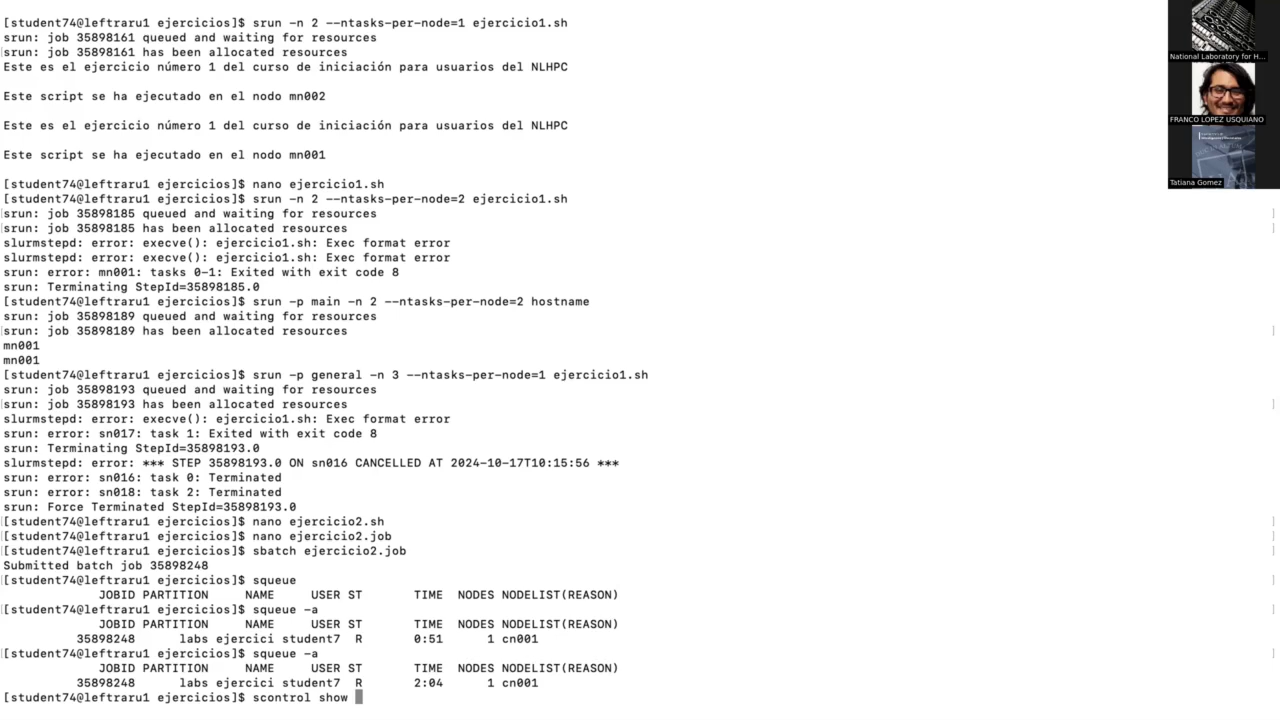 [student74@leftraru1 ejercicios]$ srun -n 2 --ntasks-per-node=1 ejercicio1.sh
srun: job 35898161 queued and waiting for resources
srun: job 35898161 has been allocated resources
Este es el ejercicio número 1 del curso de iniciación para usuarios del NLHPC
Este script se ha ejecutado en el nodo mn002
Este es el ejercicio número 1 del curso de iniciación para usuarios del NLHPC
Este script se ha ejecutado en el nodo mn001
[student74@leftraru1 ejercicios]$ nano ejercicio1.sh
[student74@leftraru1 ejercicios]$ srun -n 2 --ntasks-per-node=2 ejercicio1.sh
srun: job 35898185 queued and waiting for resources
srun: job 35898185 has been allocated resources
slurmstepd: error: execve(): ejercicio1.sh: Exec format error
slurmstepd: error: execve(): ejercicio1.sh: Exec format error
srun: error: mn001: tasks 0-1: Exited with exit code 8
srun: Terminating StepId=35898185.0
[student74@leftraru1 ejercicios]$ srun -p main -n 2 --ntasks-per-node=2 hostname
srun: job 35898189 queued and waiting for resources
srun: job 35898189 has been allocated resources
mn001
mn001
[student74@leftraru1 ejercicios]$ srun -p general -n 3 --ntasks-per-node=1 ejercicio1.sh
srun: job 35898193 queued and waiting for resources
srun: job 35898193 has been allocated resources
slurmstepd: error: execve(): ejercicio1.sh: Exec format error
srun: error: sn017: task 1: Exited with exit code 8
srun: Terminating StepId=35898193.0
slurmstepd: error: *** STEP 35898193.0 ON sn016 CANCELLED AT 2024-10-17T10:15:56 ***
srun: error: sn016: task 0: Terminated
srun: error: sn018: task 2: Terminated
srun: Force Terminated StepId=35898193.0
[student74@leftraru1 ejercicios]$ nano ejercicio2.sh
[student74@leftraru1 ejercicios]$ nano ejercicio2.job
[student74@leftraru1 ejercicios]$ sbatch ejercicio2.job
Submitted batch job 35898248
[student74@leftraru1 ejercicios]$ squeue
JOBID PARTITION NAME USER ST TIME NODES NODELIST(REASON)
[student74@leftraru1 ejercicios]$ squeue -a
JOBID PARTITION NAME USER ST TIME NODES NODELIST(REASON)
35898248 labs ejercici student7 R 0:51 1 cn001
[student74@leftraru1 ejercicios]$ squeue -a
JOBID PARTITION NAME USER ST TIME NODES NODELIST(REASON)
35898248 labs ejercici student7 R 2:04 1 cn001
[student74@leftraru1 ejercicios]$ scontrol show
National Laboratory for H...
FRANCO LOPEZ USQUIANO
Tatiana Gomez